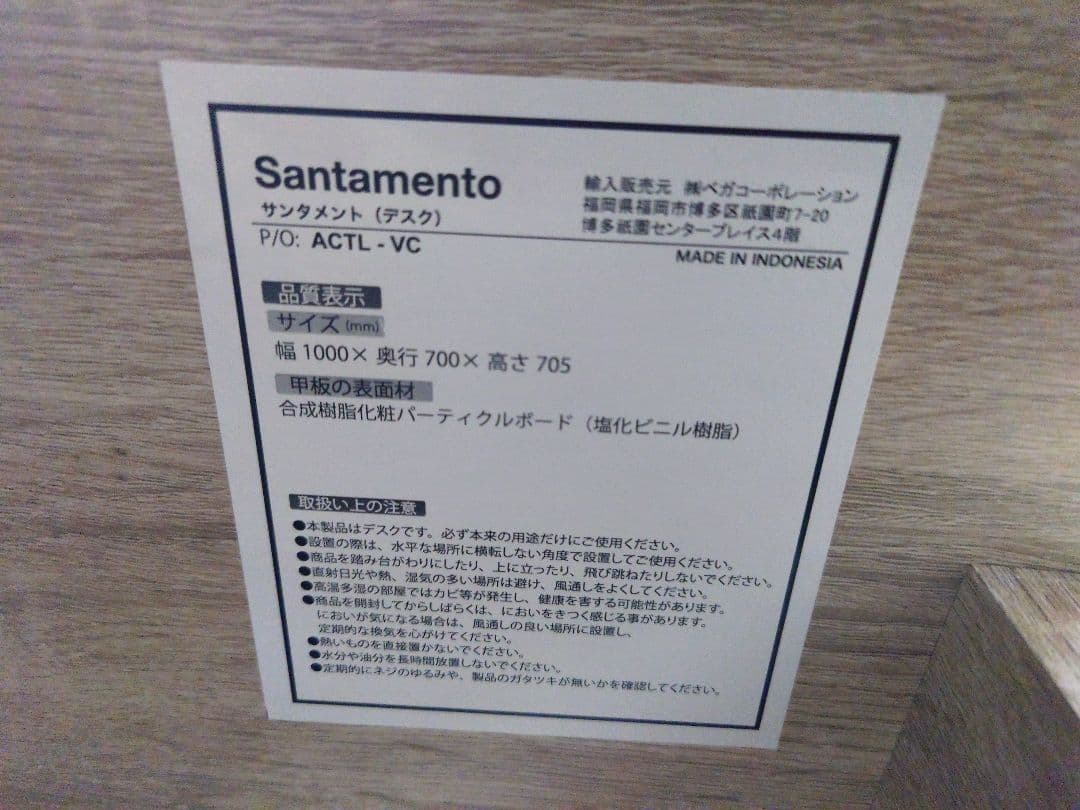 Santamento
サンタメント（デスク）
P/O: ACTL - VC
輸入販売元 ㈱ベガコーポレーション
福岡県福岡市博多区祇園町7-20
博多祇園センタープレイス4階
MADE IN INDONESIA
品質表示
サイズ(mm)
幅 1000× 奥行 700× 高さ 705
甲板の表面材
合成樹脂化粧パーティクルボード（塩化ビニル樹脂）
取扱い上の注意
●本製品はデスクです。必ず本来の用途だけにご使用ください。
●設置の際は、水平な場所に横転しない角度で設置してご使用ください。
●商品を踏み台がわりにしたり、上に立ったり、飛び跳ねたりしないでください。
●直射日光や熱、湿気の多い場所は避け、風通しをよくしてください。
●高温多湿の部屋ではカビ等が発生し、健康を害する可能性があります。
●商品を開封してからしばらくは、においをきつく感じる事があります。
においが気になる場合は、風通しの良い場所に設置し、
定期的な換気を心がけてください。
●熱いものを直接置かないでください。
●水分や油分を長時間放置しないでください。
●定期的にネジのゆるみや、製品のガタツキが無いかを確認してください。